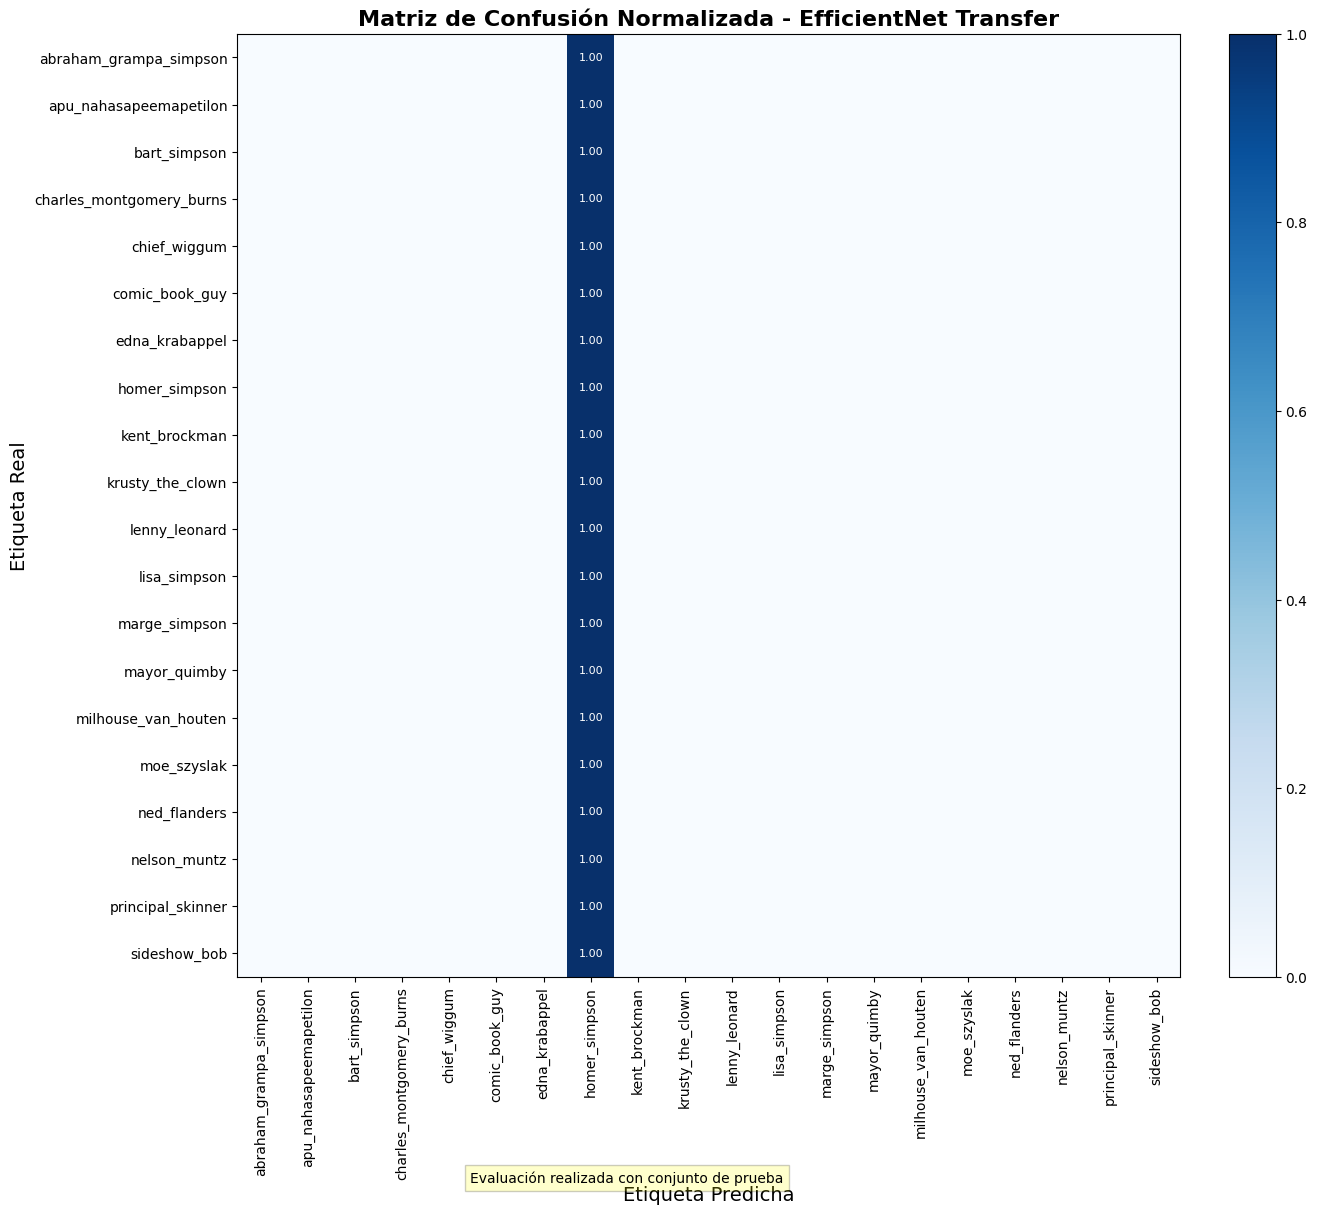 Matriz de Confusión Normalizada - EfficientNet Transfer
Etiqueta Real
abraham_grampa_simpson 1.00
apu_nahasapeemapetilon 1.00
bart_simpson 1.00
charles_montgomery_burns 1.00
chief_wiggum 1.00
comic_book_guy 1.00
edna_krabappel 1.00
homer_simpson 1.00
kent_brockman 1.00
krusty_the_clown 1.00
lenny_leonard 1.00
lisa_simpson 1.00
marge_simpson 1.00
mayor_quimby 1.00
milhouse_van_houten 1.00
moe_szyslak 1.00
ned_flanders 1.00
nelson_muntz 1.00
principal_skinner 1.00
sideshow_bob 1.00
1.0
0.8
0.6
0.4
0.2
0.0
abraham_grampa_simpson
apu_nahasapeemapetilon
bart_simpson
charles_montgomery_burns
chief_wiggum
comic_book_guy
edna_krabappel
homer_simpson
kent_brockman
krusty_the_clown
lenny_leonard
lisa_simpson
marge_simpson
mayor_quimby
milhouse_van_houten
moe_szyslak
ned_flanders
nelson_muntz
principal_skinner
sideshow_bob
Evaluación realizada con conjunto de prueba
Etiqueta Predicha